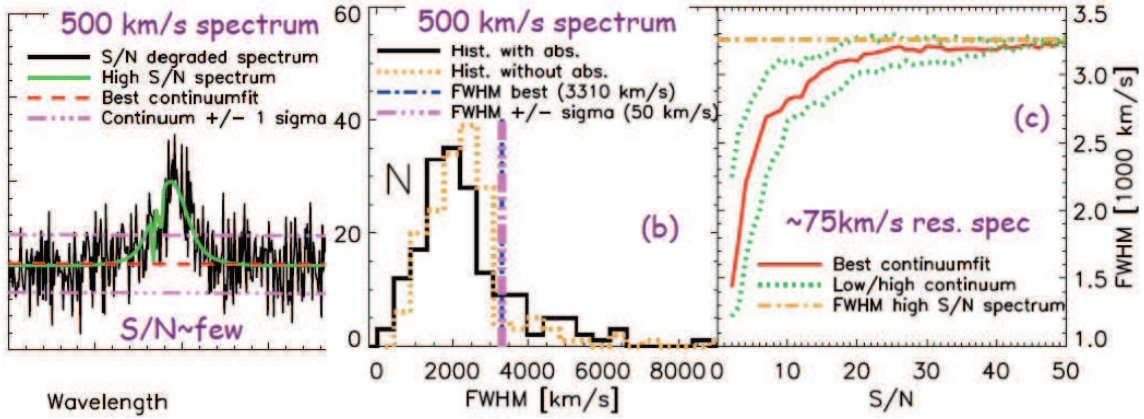 500 km/s spectrum
S/N degraded spectrum
High S/N spectrum
Best continuumfit
Continuum +/- 1 sigma
S/N~few
Wavelength
60
40
20
0
500 km/s spectrum
Hist. with abs.
Hist. without abs.
FWHM best (3310 km/s)
FWHM +/- sigma (50 km/s)
N
(b)
0 2000 4000 6000 8000
FWHM [km/s]
(c)
~75km/s res. spec
Best continuumfit
Low/high continuum
FWHM high S/N spectrum
0 10 20 30 40 50
S/N
3.5
3.0
2.5
2.0
1.5
1.0
FWHM [1000 km/s]